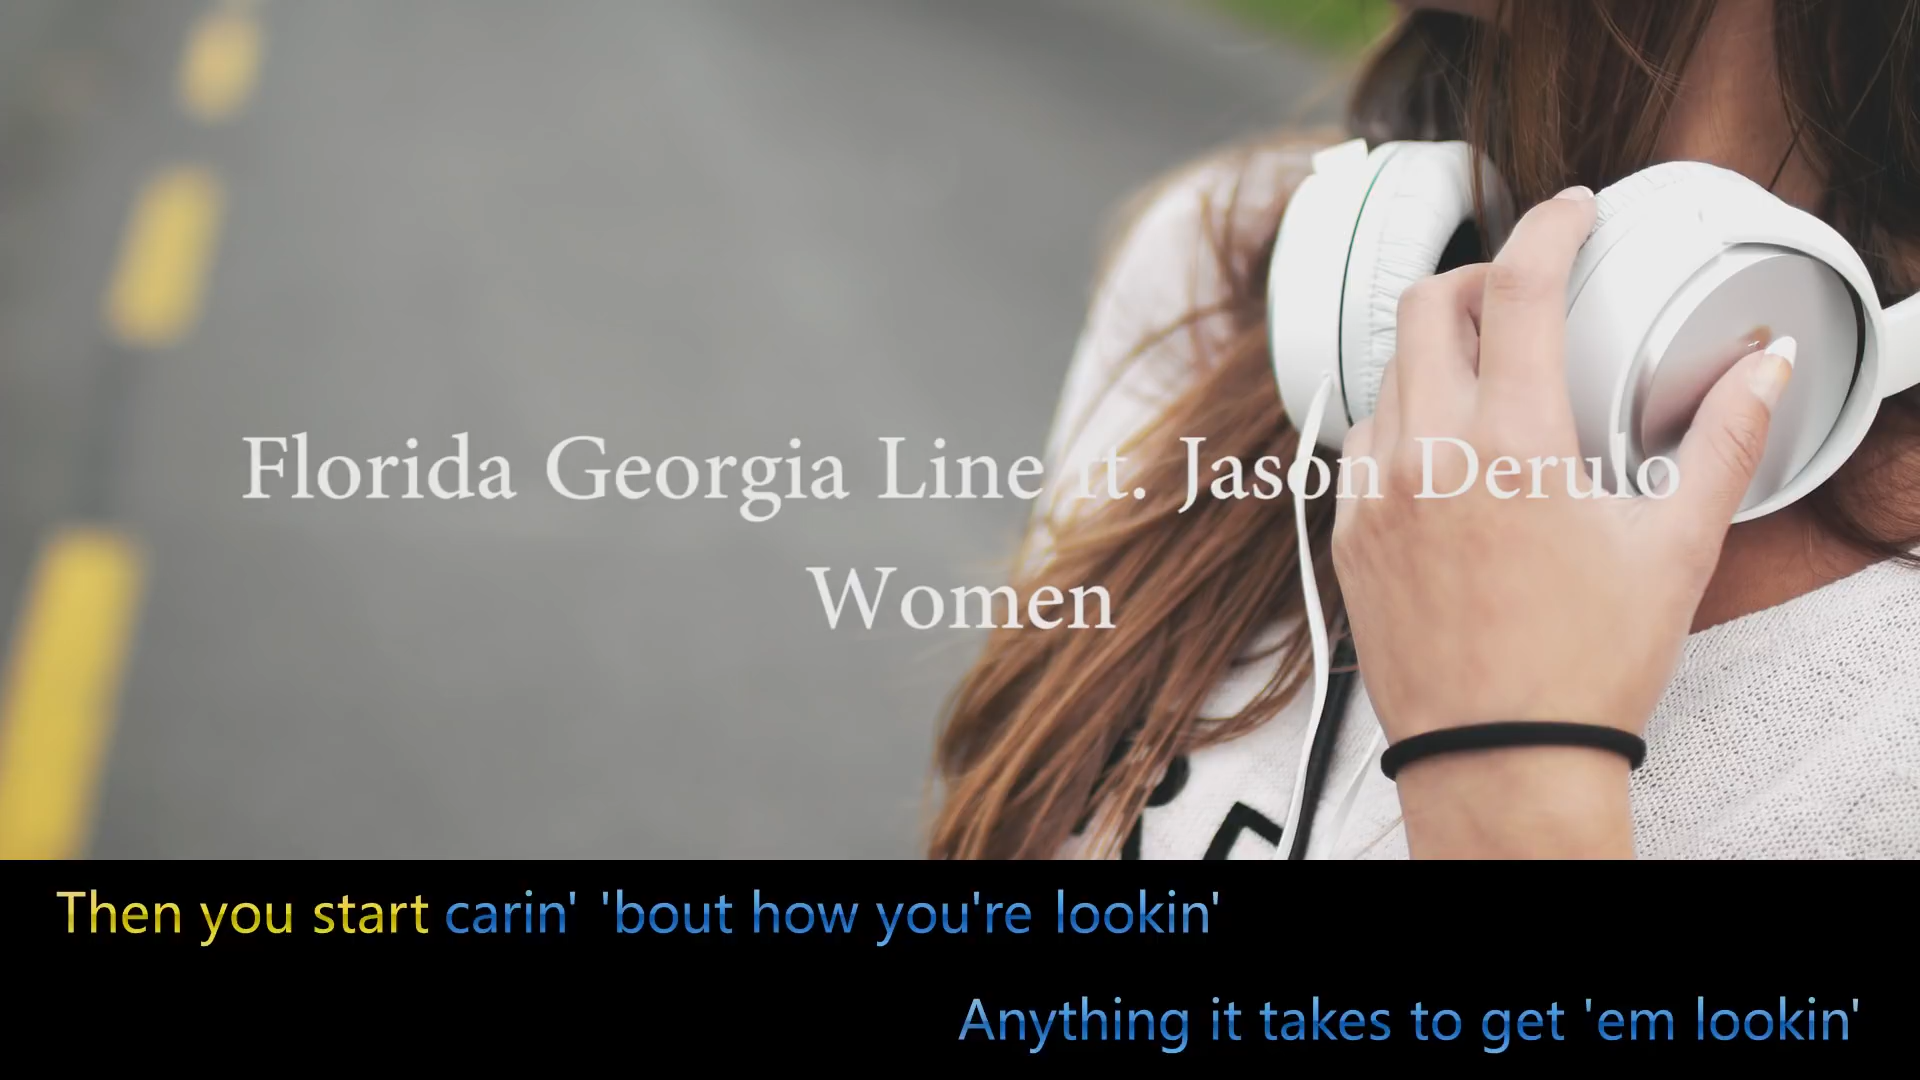 Florida Georgia Line ft. Jason Derulo
Women
Then you start carin' 'bout how you're lookin'
Anything it takes to get 'em lookin'